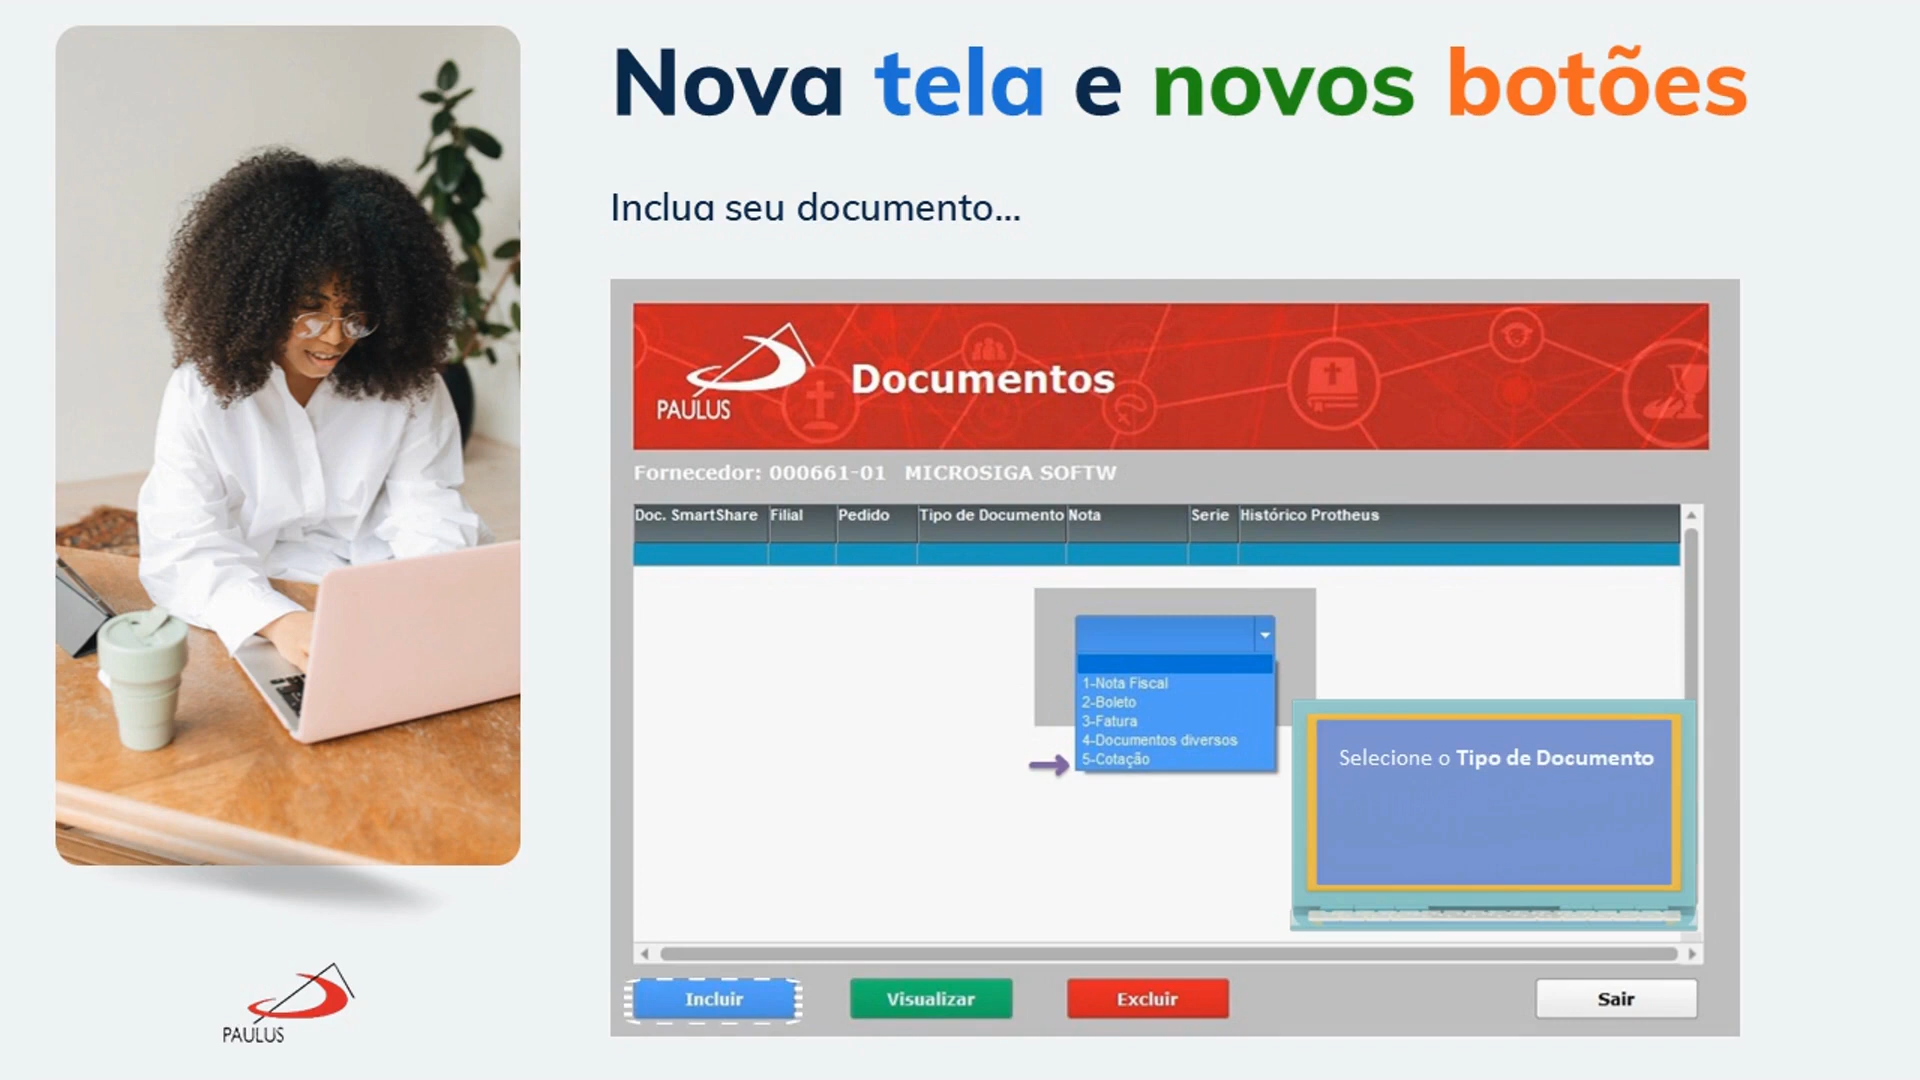 Nova tela e novos botões
Inclua seu documento...
PAULUS
Documentos
Fornecedor: 000661-01 MICROSIGA SOFTW
Doc. SmartShare Filial Pedido Tipo de Documento Nota Serie Histórico Protheus
1-Nota Fiscal
2-Boleto
3-Fatura
4-Documentos diversos
5-Cotação
Selecione o Tipo de Documento
Incluir Visualizar Excluir Sair
PAULUS